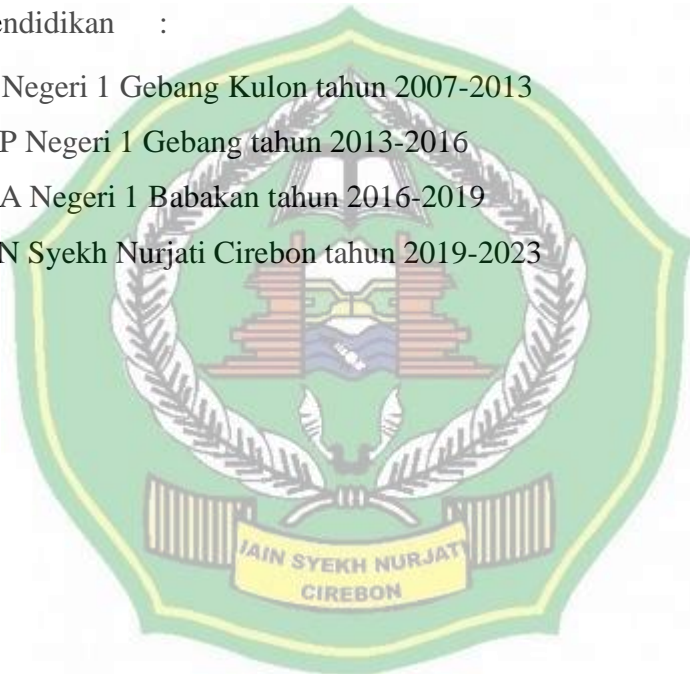 endidikan :
Negeri 1 Gebang Kulon tahun 2007-2013
P Negeri 1 Gebang tahun 2013-2016
A Negeri 1 Babakan tahun 2016-2019
N Syekh Nurjati Cirebon tahun 2019-2023
IAIN SYEKH NURJATI
CIREBON